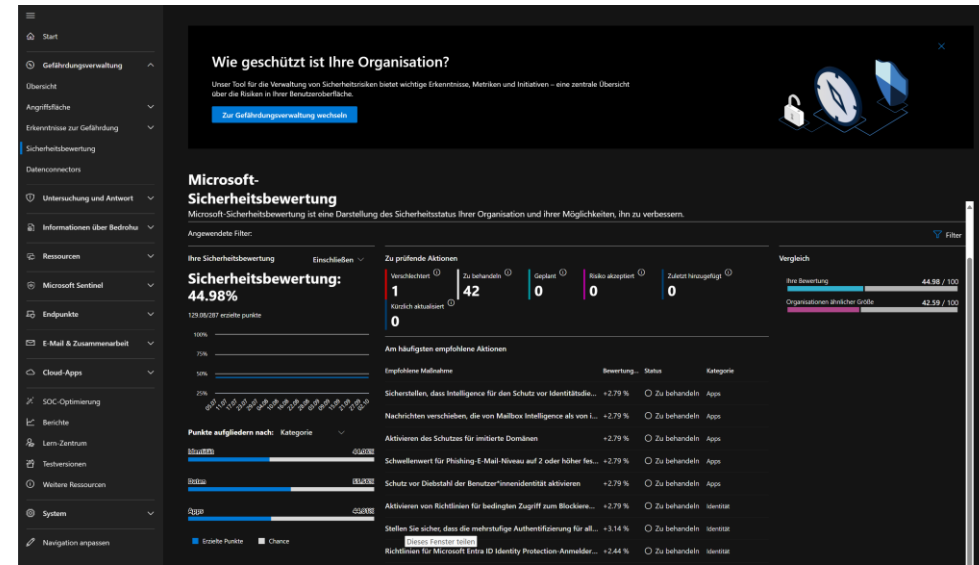 Start
Gefährdungsverwaltung
Übersicht
Angriffsfläche
Erkenntnisse zur Gefährdung
Sicherheitsbewertung
Datenconnectors
Untersuchung und Antwort
Informationen über Bedrohu
Ressourcen
Microsoft Sentinel
Endpunkte
E-Mail & Zusammenarbeit
Cloud-Apps
SOC-Optimierung
Berichte
Lern-Zentrum
Testversionen
Weitere Ressourcen
System
Navigation anpassen
Wie geschützt ist Ihre Organisation?
Unser Tool für die Verwaltung von Sicherheitsrisiken bietet wichtige Erkenntnisse, Metriken und Initiativen – eine zentrale Übersicht
über die Risiken in Ihrer Benutzeroberfläche.
Zur Gefährdungsverwaltung wechseln
Microsoft-
Sicherheitsbewertung
Microsoft-Sicherheitsbewertung ist eine Darstellung des Sicherheitsstatus Ihrer Organisation und ihrer Möglichkeiten, ihn zu verbessern.
Angewendete Filter:
Filter
Ihre Sicherheitsbewertung Einschließen
Sicherheitsbewertung:
44.98%
129.08/287 erzielte punkte
100%
75%
50%
25%
Punkte aufgliedern nach: Kategorie
Identität
Daten
Apps
Erzielte Punkte Chance
Zu prüfende Aktionen
Verschlechtert Zu behandeln Geplant Risiko akzeptiert Zuletzt hinzugefügt
1 42 0 0 0
Kürzlich aktualisiert
0
Am häufigsten empfohlene Aktionen
Empfohlene Maßnahme Bewertung... Status Kategorie
Sicherstellen, dass Intelligence für den Schutz vor Identitätsdie... +2.79 % Zu behandeln Apps
Nachrichten verschieben, die von Mailbox Intelligence als von i... +2.79 % Zu behandeln Apps
Aktivieren des Schutzes für imitierte Domänen +2.79 % Zu behandeln Apps
Schwellenwert für Phishing-E-Mail-Niveau auf 2 oder höher fes... +2.79 % Zu behandeln Apps
Schutz vor Diebstahl der Benutzer*innenidentität aktivieren +2.79 % Zu behandeln Apps
Aktivieren von Richtlinien für bedingten Zugriff zum Blockiere... +2.79 % Zu behandeln Identität
Stellen Sie sicher, dass die mehrstufige Authentifizierung für all... +3.14 % Zu behandeln Identität
Dieses Fenster teilen
Richtlinien für Microsoft Entra ID Identity Protection-Anmelder... +2.44 % Zu behandeln Identität
Vergleich
Ihre Bewertung 44.98 / 100
Organisationen ähnlicher Größe 42.59 / 100